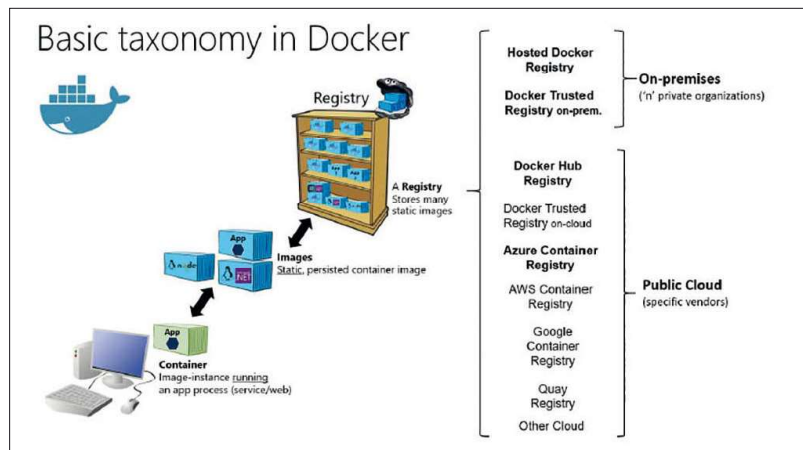 Basic taxonomy in Docker
Registry
A Registry
Stores many
static images
App
node
.NET
Images
Static, persisted container image
App
Container
Image-instance running
an app process (service/web)
Hosted Docker
Registry
Docker Trusted
Registry on-prem.
On-premises
('n' private organizations)
Docker Hub
Registry
Docker Trusted
Registry on-cloud
Azure Container
Registry
AWS Container
Registry
Google
Container
Registry
Quay
Registry
Other Cloud
Public Cloud
(specific vendors)